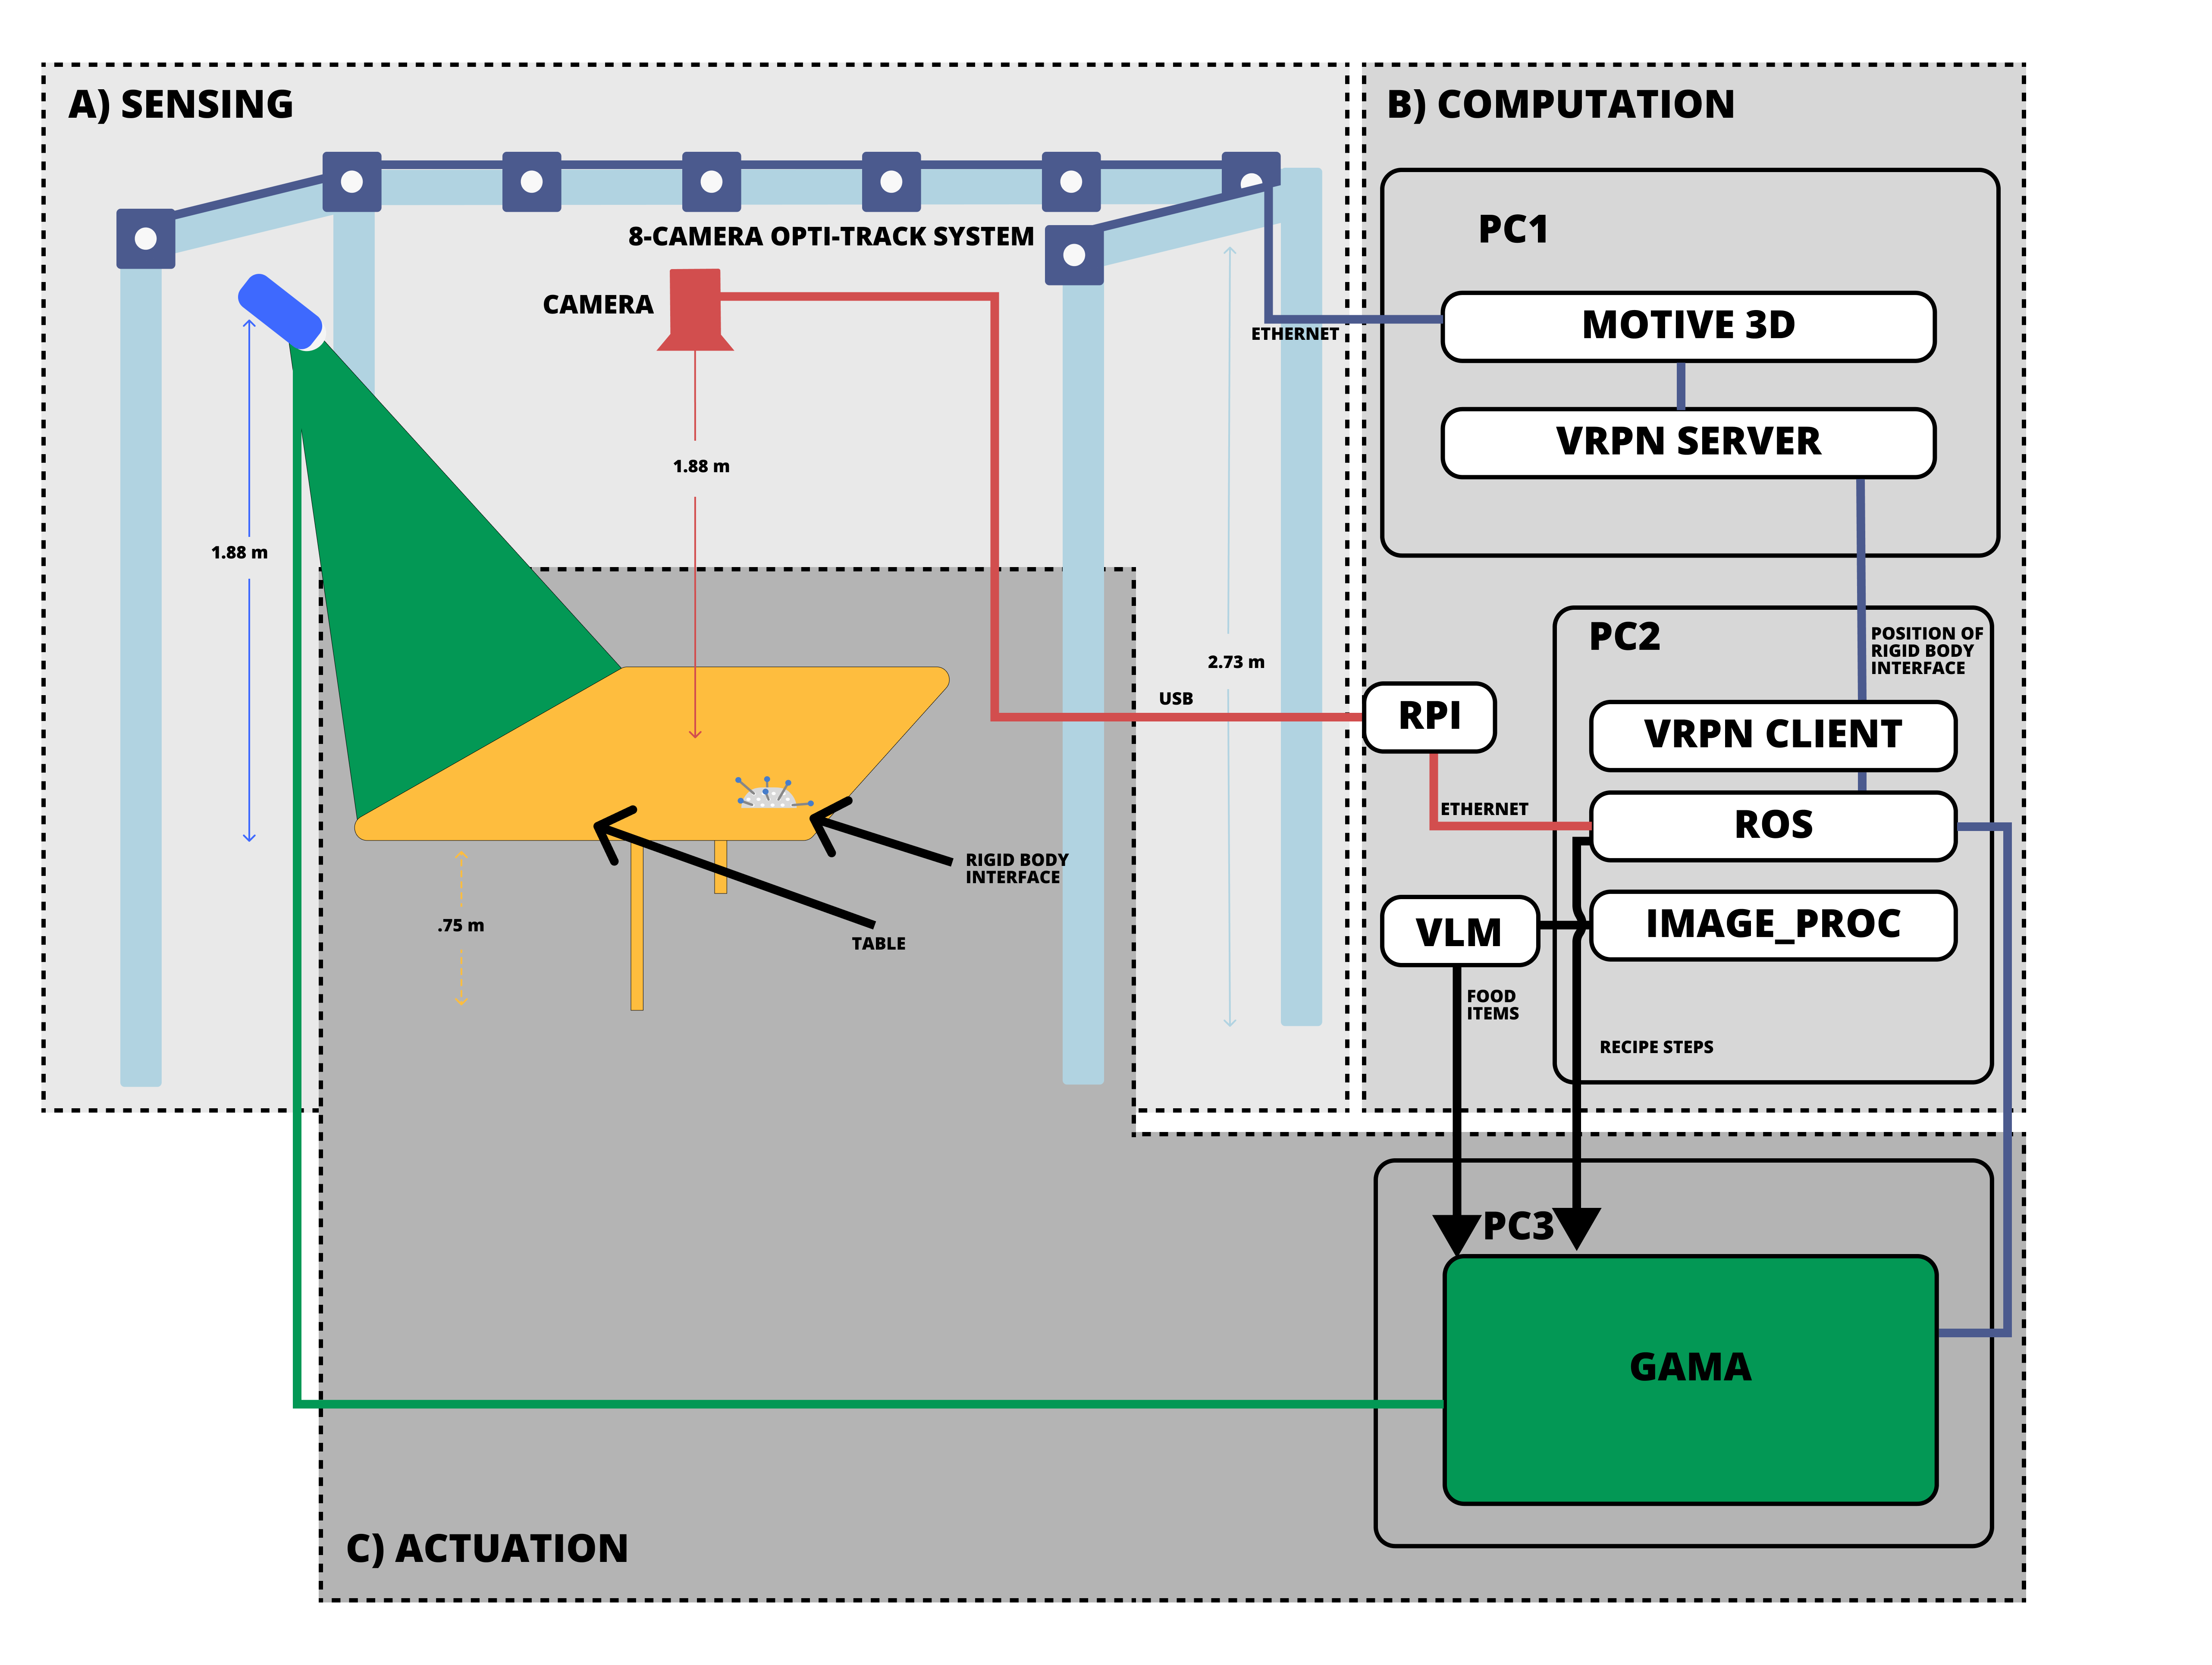 A) SENSING
8-CAMERA OPTI-TRACK SYSTEM
CAMERA
ETHERNET
1.88 m
1.88 m
2.73 m
USB
RIGID BODY
INTERFACE
.75 m
TABLE
B) COMPUTATION
PC1
MOTIVE 3D
VRPN SERVER
PC2
POSITION OF
RIGID BODY
INTERFACE
RPI
VRPN CLIENT
ETHERNET
ROS
VLM
IMAGE_PROC
FOOD
ITEMS
RECIPE STEPS
PC3
GAMA
C) ACTUATION